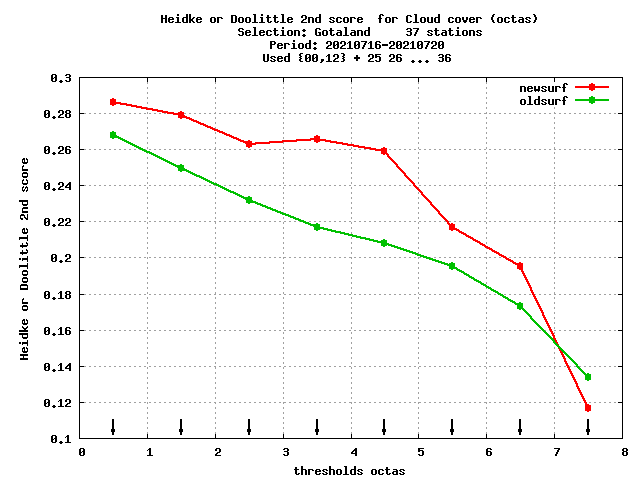 Heidke or Doolittle 2nd score  for Cloud cover (octas)
Selection: Gotaland     37 stations
Period: 20210716-20210720
Used {00,12} + 25 26 ... 36
newsurf
oldsurf
Heidke or Doolittle 2nd score
0.3
0.28
0.26
0.24
0.22
0.2
0.18
0.16
0.14
0.12
0.1
0 1 2 3 4 5 6 7 8
thresholds octas